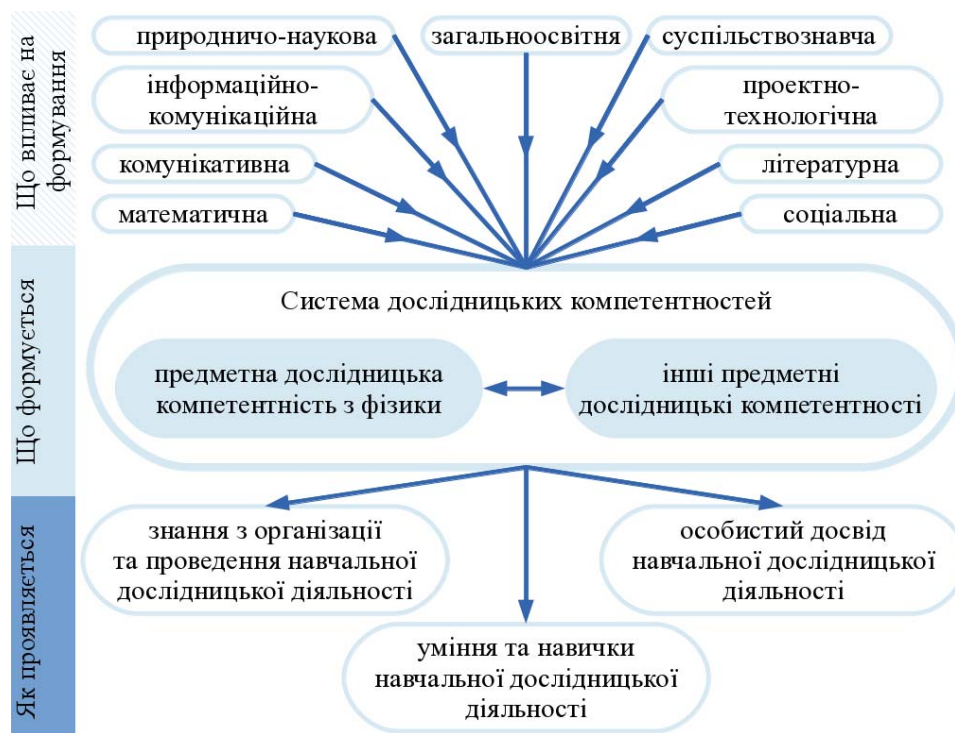 Що впливає на
формування
природничо-наукова
загальноосвітня
суспільствознавча
інформаційно-
комунікаційна
проектно-
технологічна
комунікативна
літературна
математична
соціальна
Що формується
Система дослідницьких компетентностей
предметна дослідницька
компетентність з фізики
інші предметні
дослідницькі компетентності
Як проявляється
знання з організації
та проведення навчальної
дослідницької діяльності
особистий досвід
навчальної дослідницької
діяльності
уміння та навички
навчальної дослідницької
діяльності